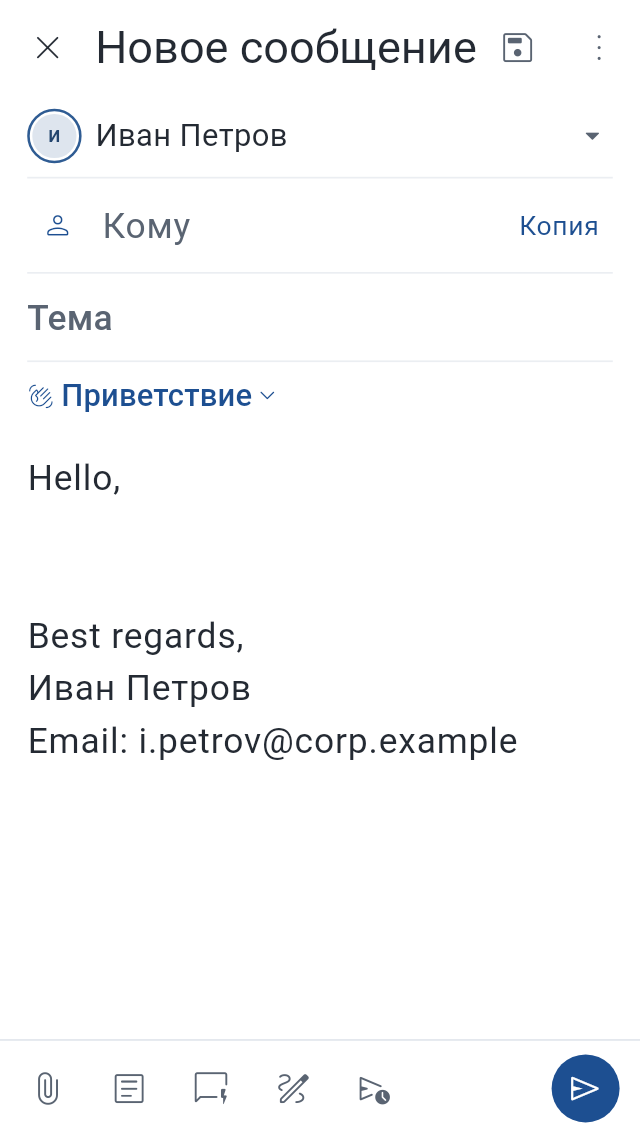 Новое сообщение
И
Иван Петров
Кому
Копия
Тема
Приветствие
Hello,
Best regards,
Иван Петров
Email: i.petrov@corp.example